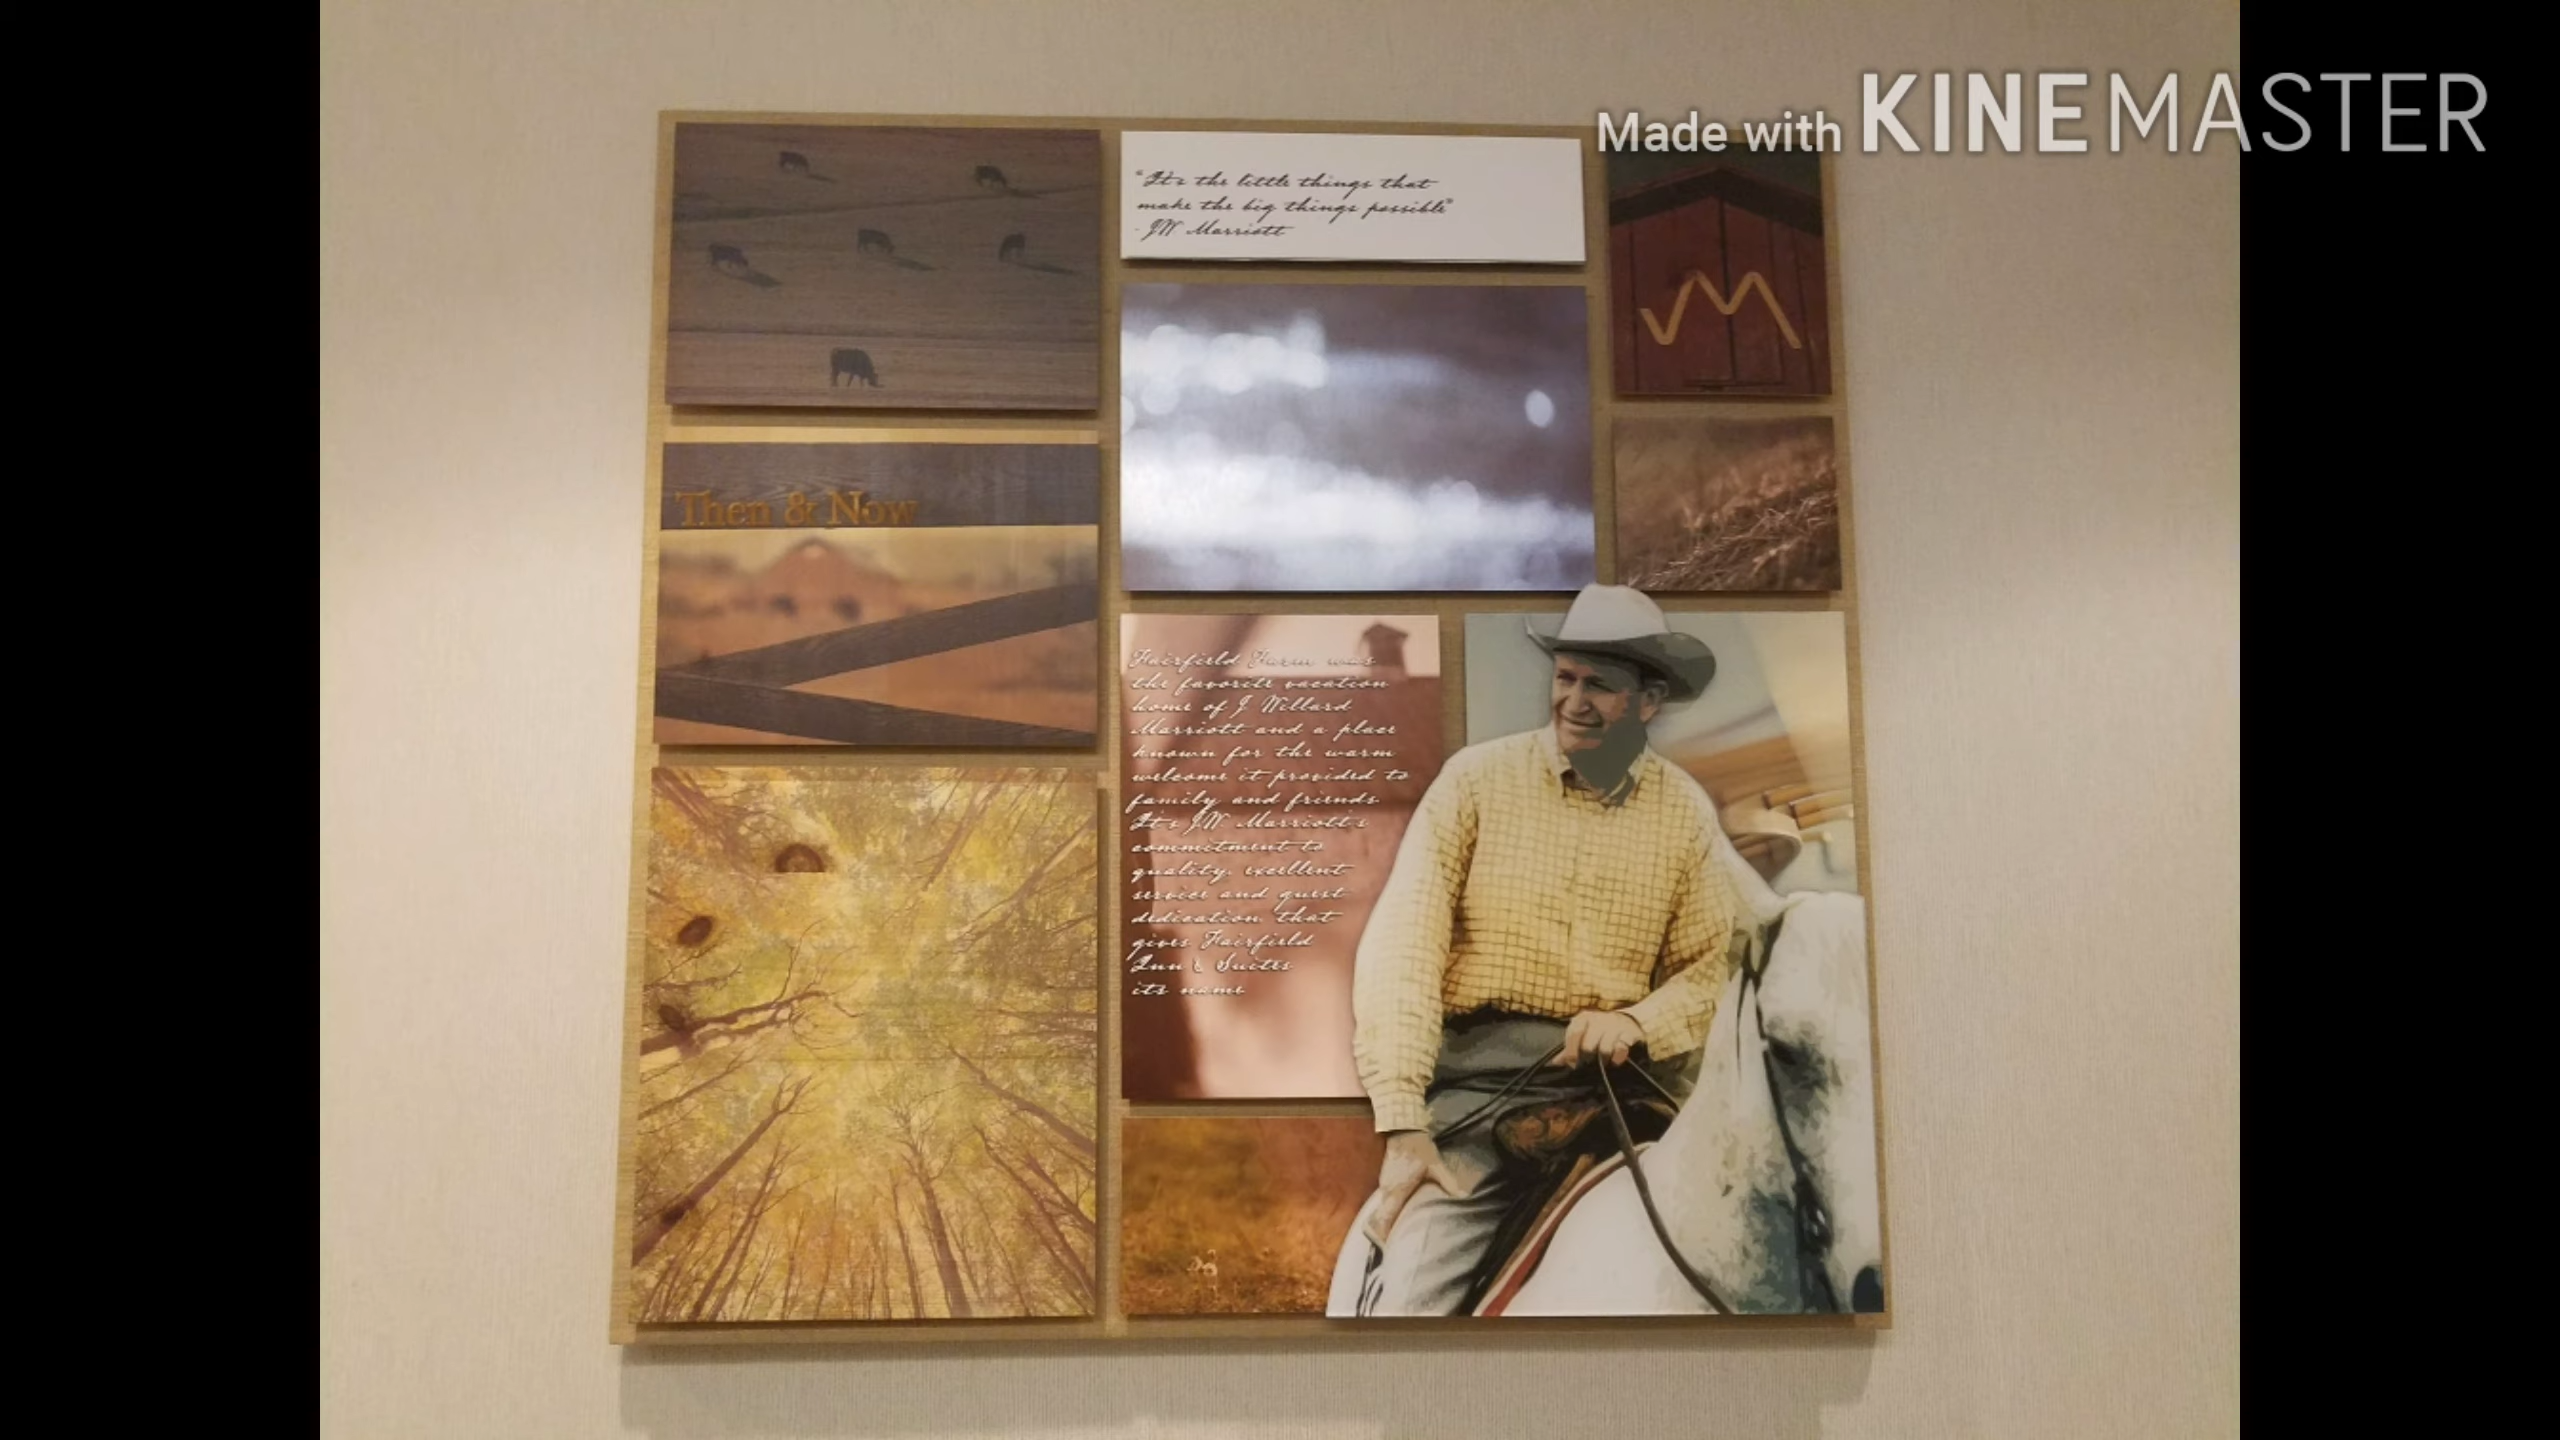 Made with KINEMASTER
"It's the little things that
make the big things possible"
- JW Marriott
M
Then & Now
Fairfield Farm was
the favorite vacation
home of J Willard
Marriott and a place
known for the warm
welcome it provided to
family and friends
It's JW Marriott's
commitment to
quality, excellent
service and guest
dedication that
gives Fairfield
Inn & Suites
its name